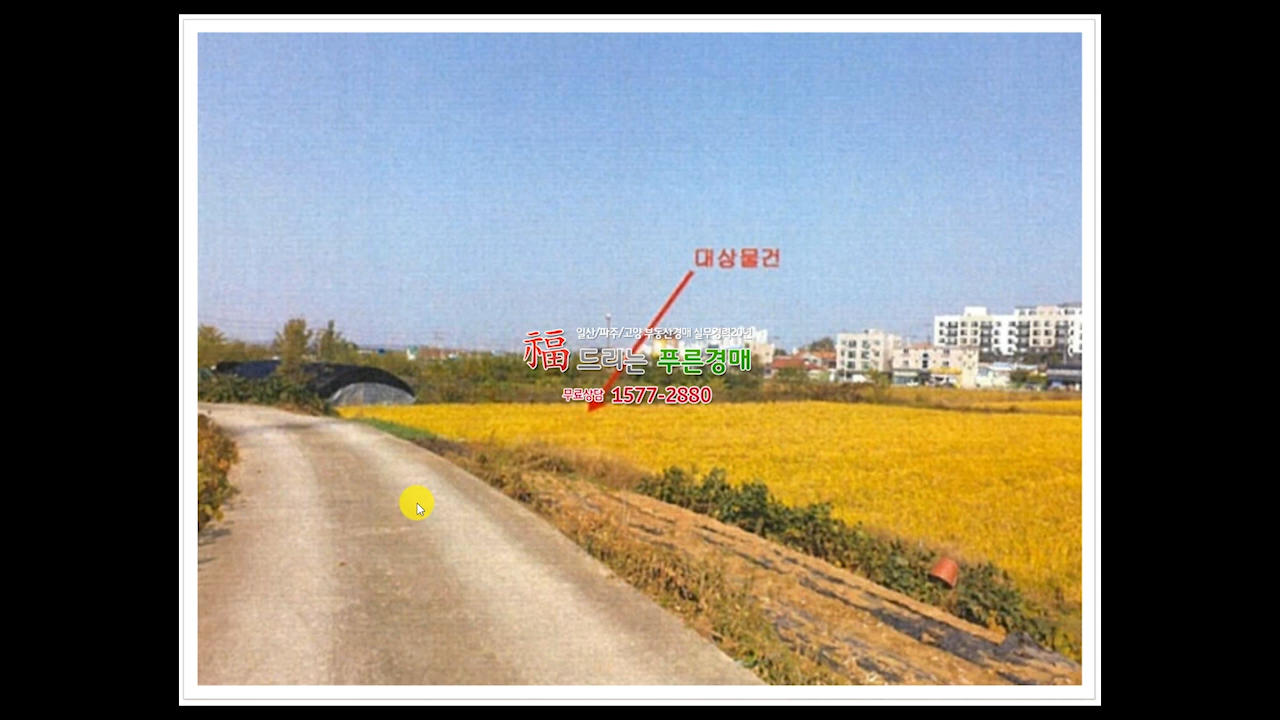 대상물건
일산/파주/고양 부동산경매 실무경력20년
福 드리는 푸른경매
무료상담 1577-2880